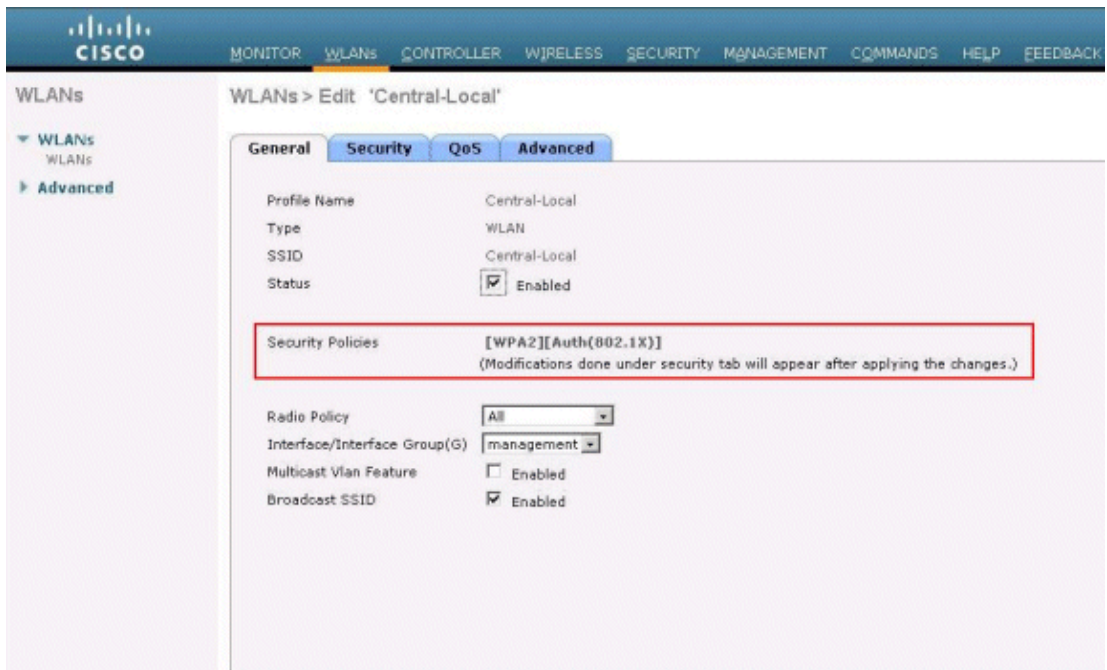 CISCO
MONITOR WLANs CONTROLLER WIRELESS SECURITY MANAGEMENT COMMANDS HELP FEEDBACK
WLANs
WLANs
WLANs
Advanced
WLANs > Edit 'Central-Local'
General Security QoS Advanced
Profile Name Central-Local
Type WLAN
SSID Central-Local
Status Enabled
Security Policies [WPA2][Auth(802.1X)]
(Modifications done under security tab will appear after applying the changes.)
Radio Policy All
Interface/Interface Group(G) management
Multicast Vlan Feature Enabled
Broadcast SSID Enabled